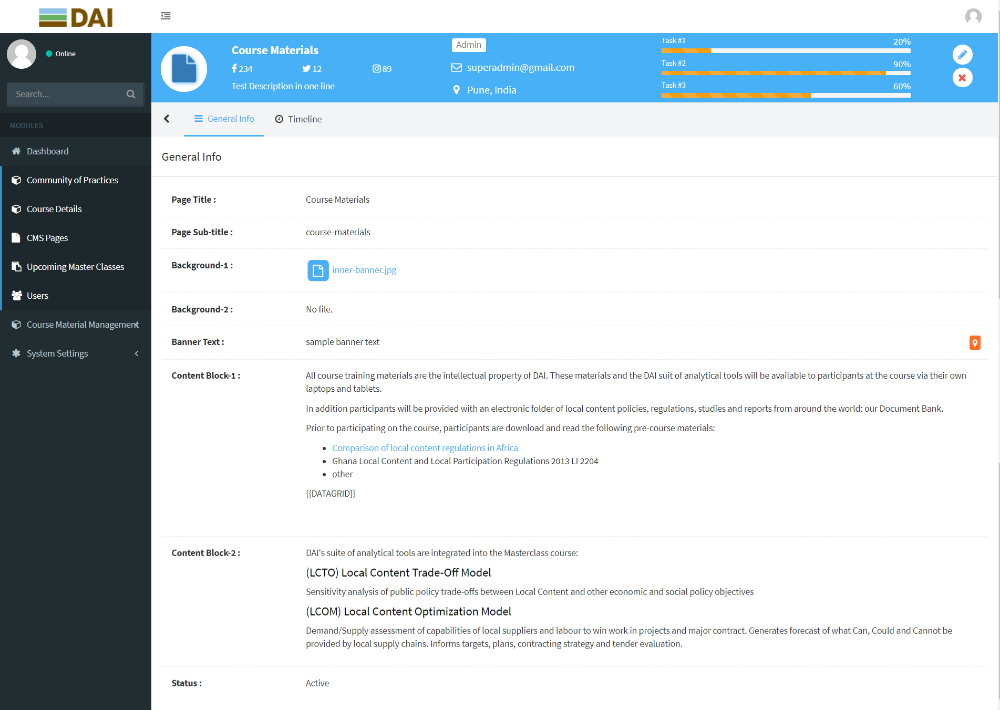 DAI
Online
Search...
MODULES
Dashboard
Community of Practices
Course Details
CMS Pages
Upcoming Master Classes
Users
Course Material Management
System Settings
Course Materials
234
12
89
Test Description in one line
Admin
superadmin@gmail.com
Pune, India
Task #1
20%
Task #2
90%
Task #3
60%
General Info
Timeline
General Info
Page Title :
Course Materials
Page Sub-title :
course-materials
Background-1 :
inner-banner.jpg
Background-2 :
No file.
Banner Text :
sample banner text
Content Block-1 :
All course training materials are the intellectual property of DAI. These materials and the DAI suit of analytical tools will be available to participants at the course via their own
laptops and tablets.
In addition participants will be provided with an electronic folder of local content policies, regulations, studies and reports from around the world: our Document Bank.
Prior to participating on the course, participants are download and read the following pre-course materials:
Comparison of local content regulations in Africa
Ghana Local Content and Local Participation Regulations 2013 LI 2204
other
{{DATAGRID}}
Content Block-2 :
DAI's suite of analytical tools are integrated into the Masterclass course:
(LCTO) Local Content Trade-Off Model
Sensitivity analysis of public policy trade-offs between Local Content and other economic and social policy objectives
(LCOM) Local Content Optimization Model
Demand/Supply assessment of capabilities of local suppliers and labour to win work in projects and major contract. Generates forecast of what Can, Could and Cannot be
provided by local supply chains. Informs targets, plans, contracting strategy and tender evaluation.
Status :
Active